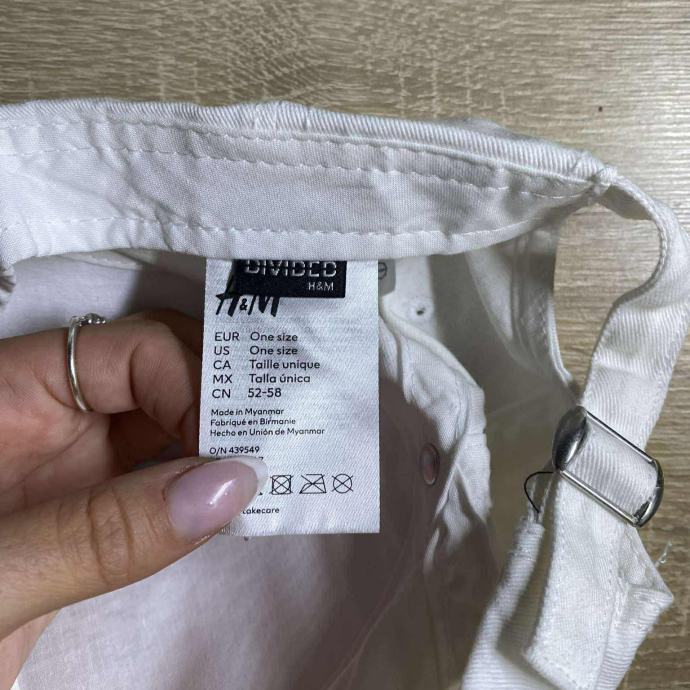 DIVIDED
H&M
H&M
EUR One size
US One size
CA Taille unique
MX Talla única
CN 52-58
Made in Myanmar
Fabriqué en Birmanie
Hecho en Unión de Myanmar
O/N 439549